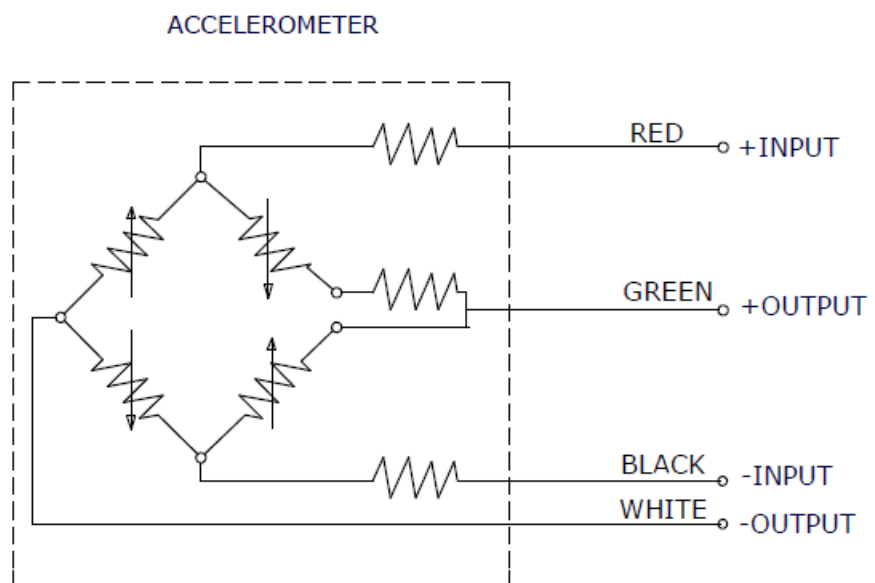 ACCELEROMETER
RED +INPUT
GREEN +OUTPUT
BLACK -INPUT
WHITE -OUTPUT